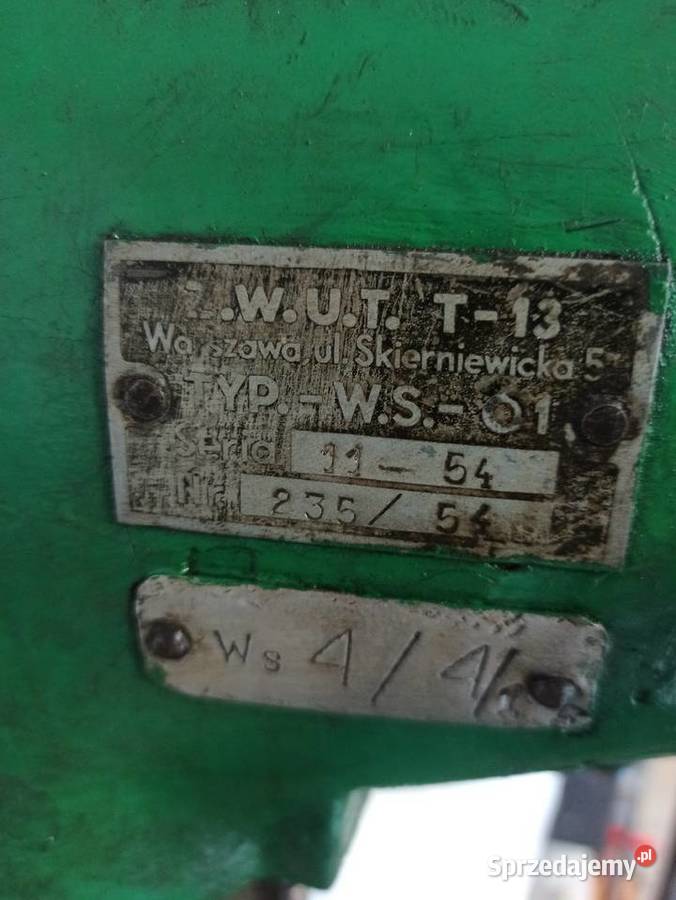 Z.W.U.T. T-13
Warszawa ul. Skierniewicka 5
TYP.-W.S.-01
Seria 11-54
Nr. 235/54
Ws 4/4/
Sprzedajemy.pl